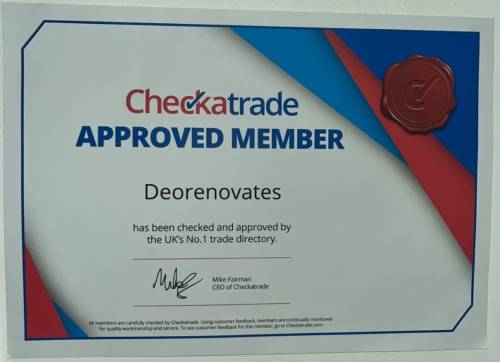 Checkatrade
APPROVED MEMBER
Deorenovates
has been checked and approved by
the UK's No.1 trade directory.
Mike
Mike Fairman
CEO of Checkatrade
All members are carefully checked by Checkatrade. Using customer feedback, members are continually monitored
for quality workmanship and service. To see customer feedback for this member, go to Checkatrade.com